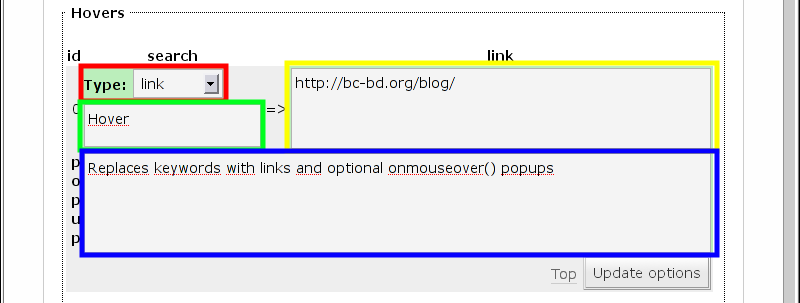 Hovers
id search link
Type: link
http://bc-bd.org/blog/
0 =>
Hover
p
o
p
u
p
Replaces keywords with links and optional onmouseover() popups
Top Update options